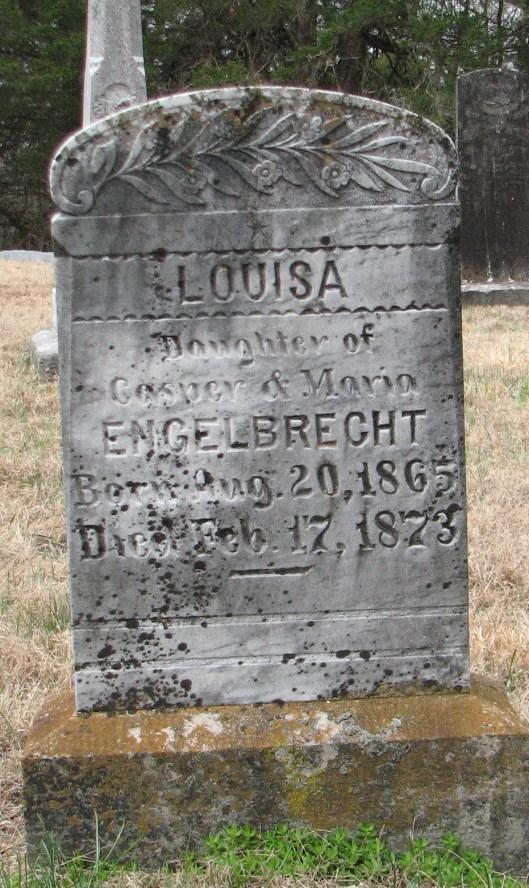 LOUISA
Daughter of
Casper & Maria
ENGELBRECHT
Born Aug. 20, 1865
Died Feb. 17, 1873